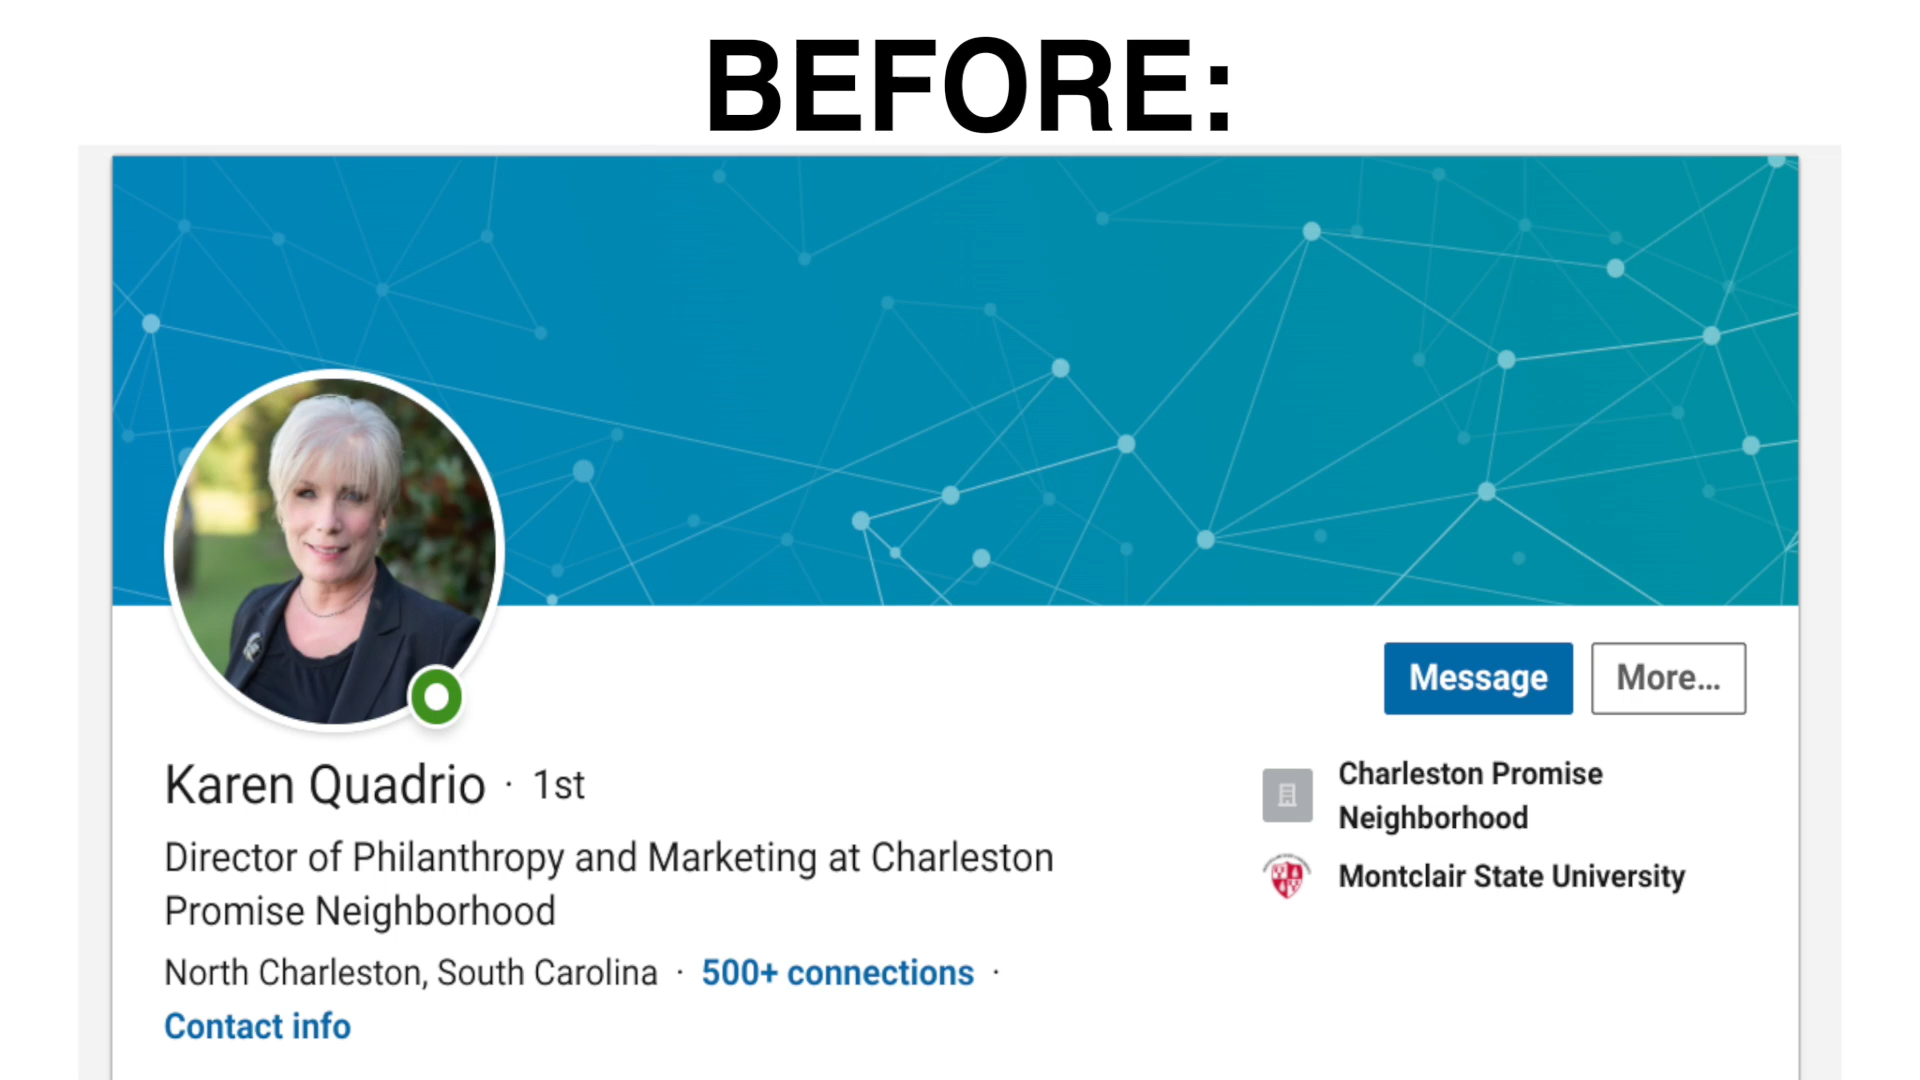 BEFORE:
Message
More...
Karen Quadrio · 1st
Director of Philanthropy and Marketing at Charleston
Promise Neighborhood
North Charleston, South Carolina · 500+ connections ·
Contact info
Charleston Promise
Neighborhood
Montclair State University